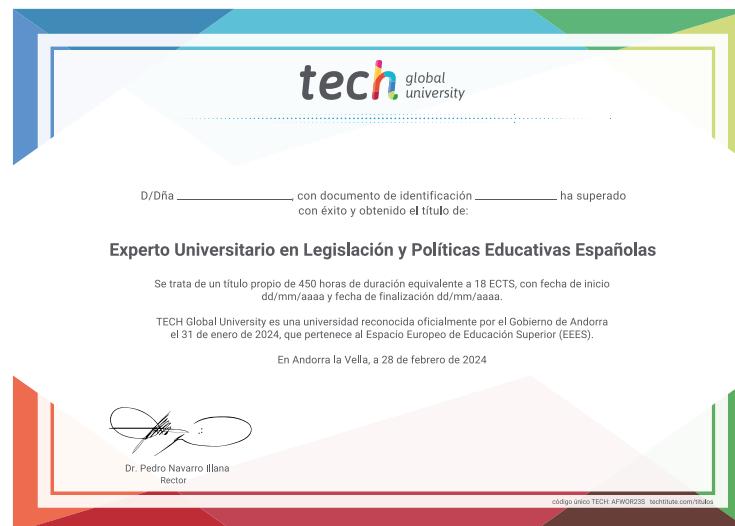 tech global university
D/Dña ____________, con documento de identificación ____________ ha superado
con éxito y obtenido el título de:
Experto Universitario en Legislación y Políticas Educativas Españolas
Se trata de un título propio de 450 horas de duración equivalente a 18 ECTS, con fecha de inicio
dd/mm/aaaa y fecha de finalización dd/mm/aaaa.
TECH Global University es una universidad reconocida oficialmente por el Gobierno de Andorra
el 31 de enero de 2024, que pertenece al Espacio Europeo de Educación Superior (EEES).
En Andorra la Vella, a 28 de febrero de 2024
Dr. Pedro Navarro Illana
Rector
código único TECH: AFWOR23S techtitute.com/titulos